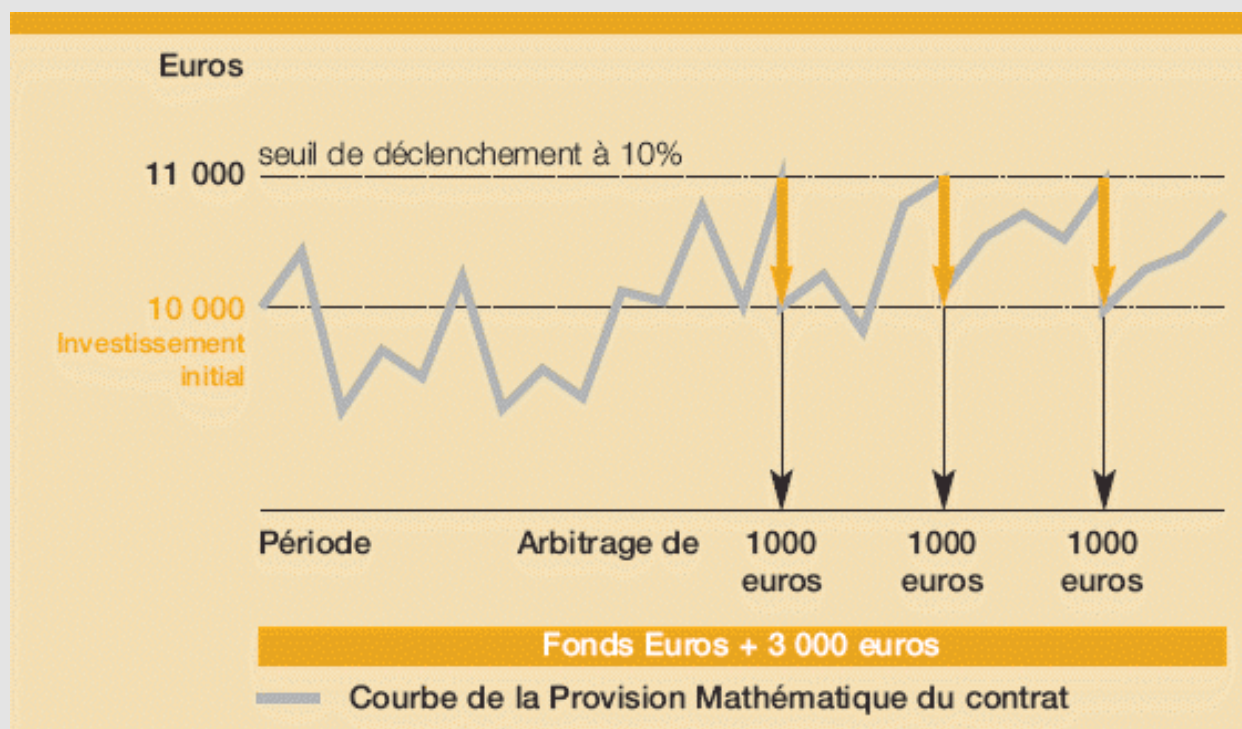 Euros
seuil de déclenchement à 10%
11 000
10 000
Investissement
initial
Période
Arbitrage de
1000
euros
1000
euros
1000
euros
Fonds Euros + 3 000 euros
Courbe de la Provision Mathématique du contrat